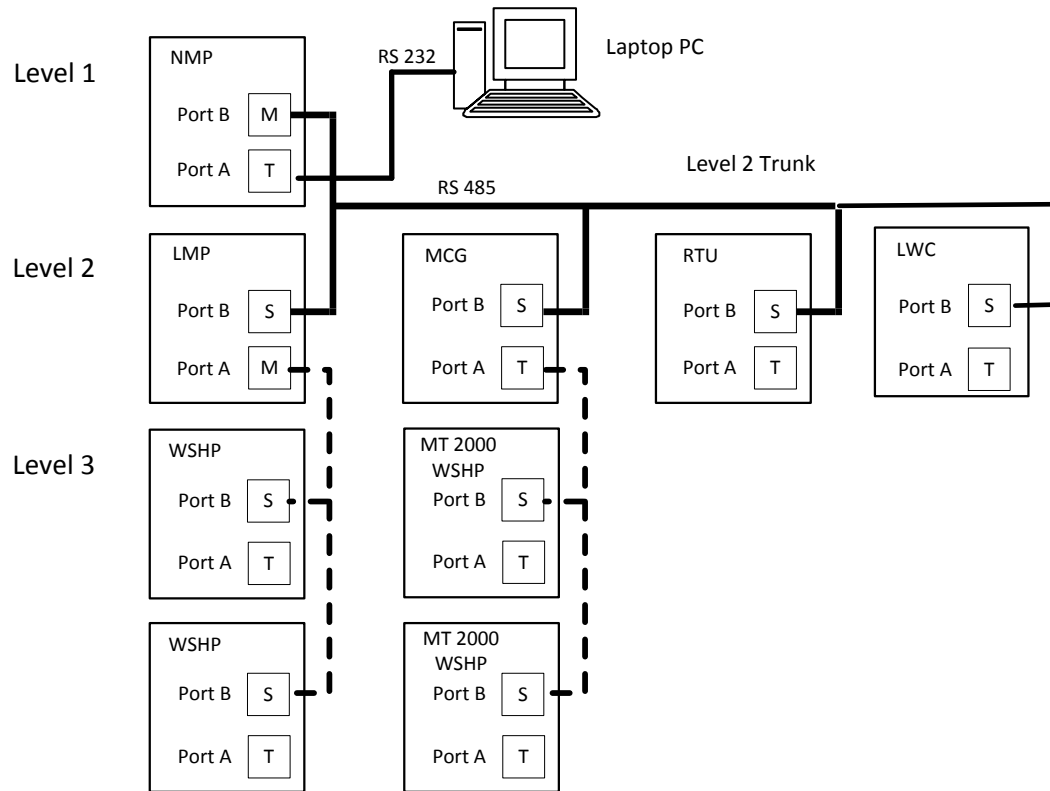 Level 1
NMP
Port B M
Port A T
RS 232
Laptop PC
Level 2 Trunk
RS 485
Level 2
LMP
Port B S
Port A M
MCG
Port B S
Port A T
RTU
Port B S
Port A T
LWC
Port B S
Port A T
Level 3
WSHP
Port B S
Port A T
MT 2000
WSHP
Port B S
Port A T
WSHP
Port B S
Port A T
MT 2000
WSHP
Port B S
Port A T